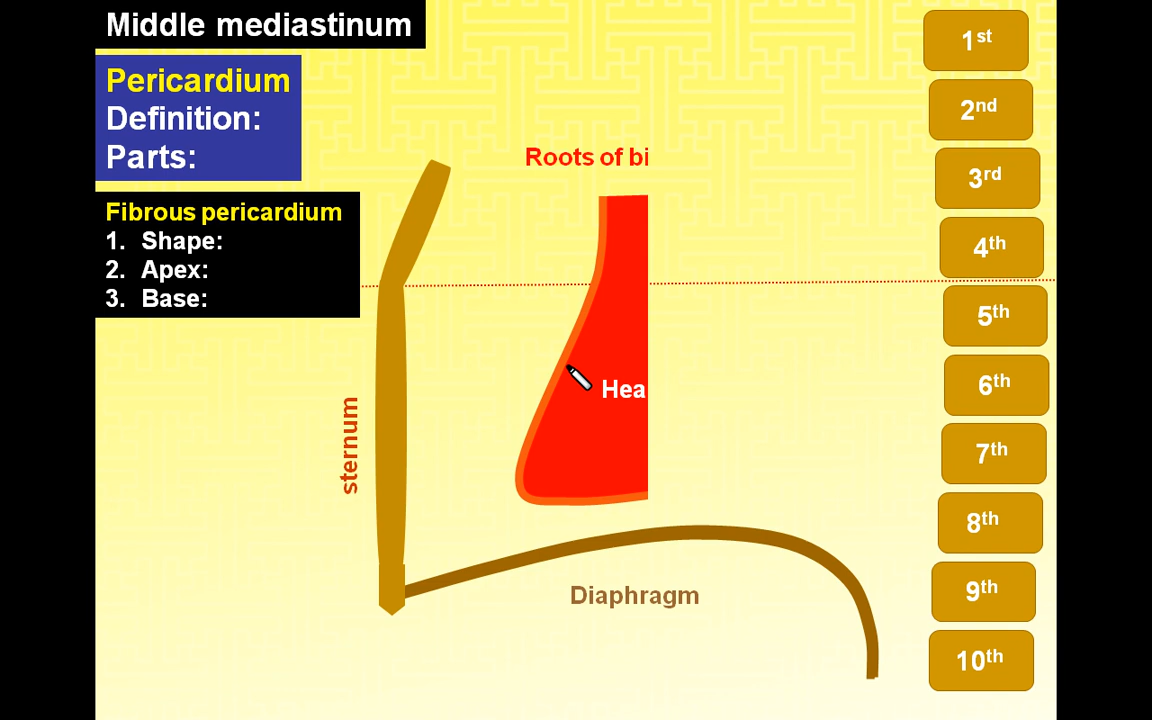 Middle mediastinum
Pericardium
Definition:
Parts:
Fibrous pericardium
1. Shape:
2. Apex:
3. Base:
Roots of bi
Hea
sternum
Diaphragm
1st
2nd
3rd
4th
5th
6th
7th
8th
9th
10th